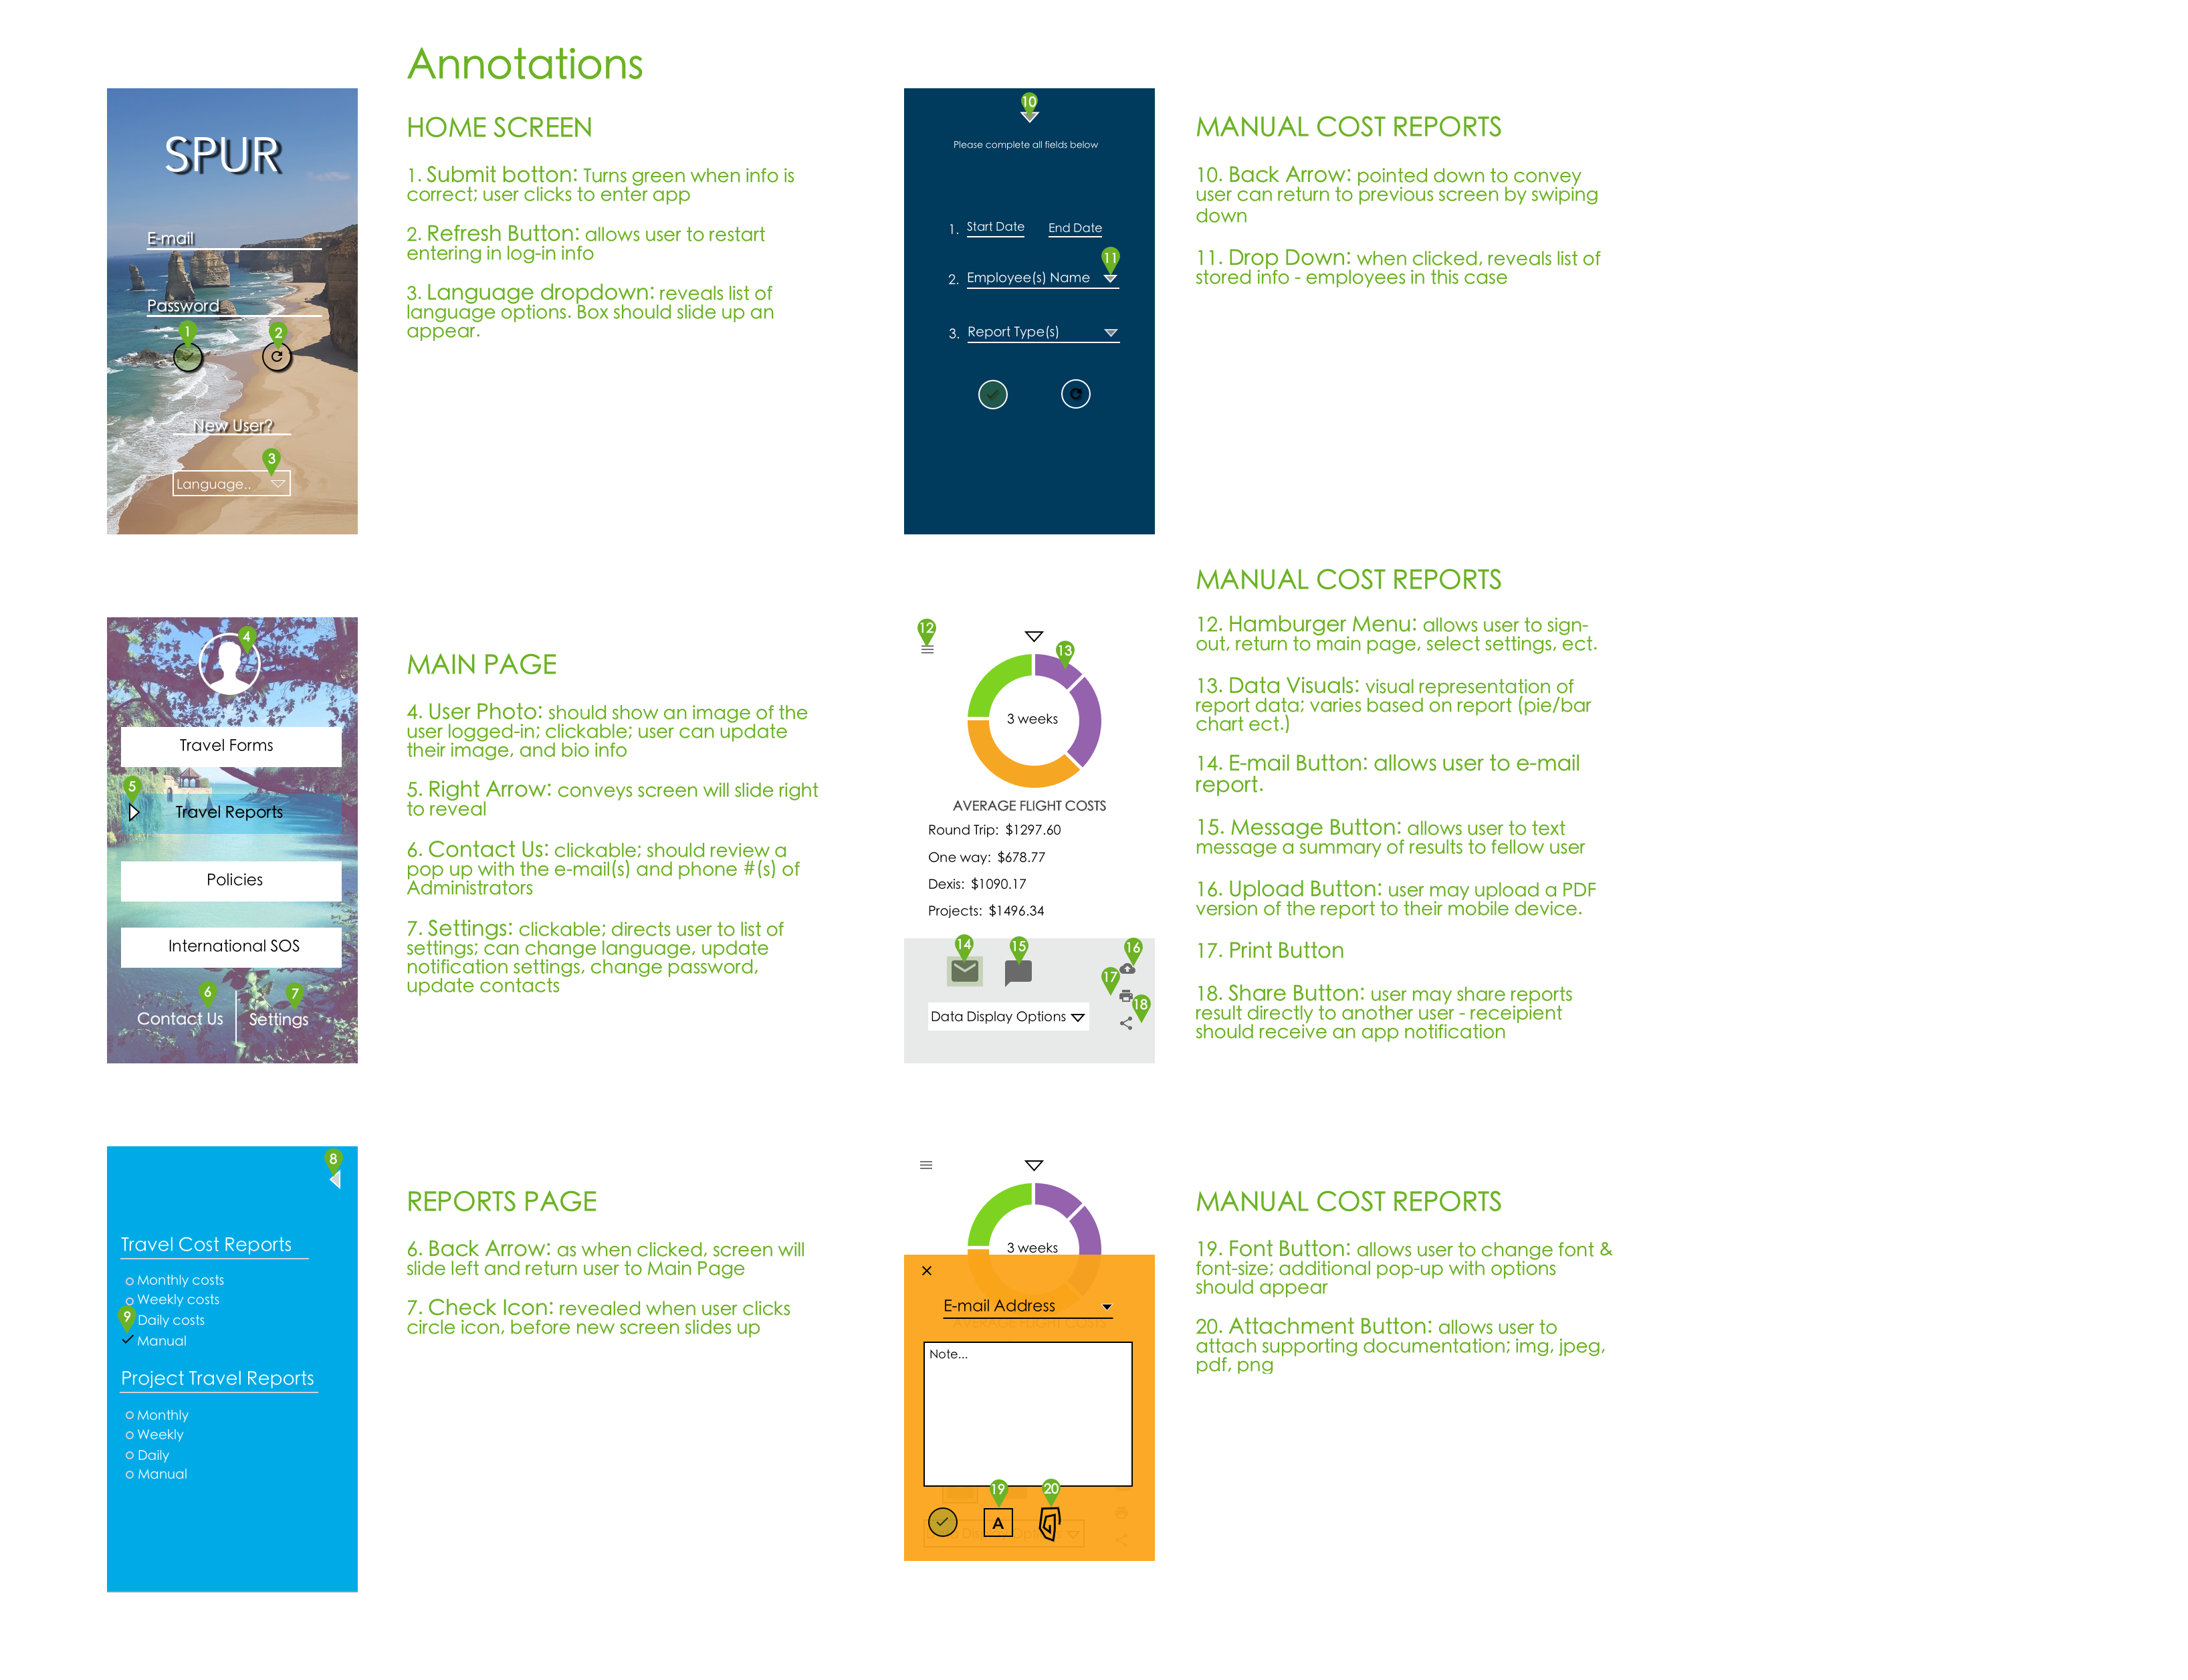 Annotations
SPUR
E-mail
Password
1
2
New User?
3
Language..
HOME SCREEN
1. Submit botton: Turns green when info is
correct; user clicks to enter app
2. Refresh Button: allows user to restart
entering in log-in info
3. Language dropdown: reveals list of
language options. Box should slide up an
appear.
10
Please complete all fields below
1. Start Date End Date
11
2. Employee(s) Name
3. Report Type(s)
MANUAL COST REPORTS
10. Back Arrow: pointed down to convey
user can return to previous screen by swiping
down
11. Drop Down: when clicked, reveals list of
stored info - employees in this case
4
Travel Forms
5
Travel Reports
Policies
International SOS
6
7
Contact Us
Settings
MAIN PAGE
4. User Photo: should show an image of the
user logged-in; clickable; user can update
their image, and bio info
5. Right Arrow: conveys screen will slide right
to reveal
6. Contact Us: clickable; should review a
pop up with the e-mail(s) and phone #(s) of
Administrators
7. Settings: clickable; directs user to list of
settings; can change language, update
notification settings, change password,
update contacts
12
13
3 weeks
AVERAGE FLIGHT COSTS
Round Trip: $1297.60
One way: $678.77
Dexis: $1090.17
Projects: $1496.34
14
15
16
17
18
Data Display Options
MANUAL COST REPORTS
12. Hamburger Menu: allows user to sign-
out, return to main page, select settings, ect.
13. Data Visuals: visual representation of
report data; varies based on report (pie/bar
chart ect.)
14. E-mail Button: allows user to e-mail
report.
15. Message Button: allows user to text
message a summary of results to fellow user
16. Upload Button: user may upload a PDF
version of the report to their mobile device.
17. Print Button
18. Share Button: user may share reports
result directly to another user - receipient
should receive an app notification
8
Travel Cost Reports
Monthly costs
Weekly costs
9
Daily costs
Manual
Project Travel Reports
Monthly
Weekly
Daily
Manual
REPORTS PAGE
6. Back Arrow: as when clicked, screen will
slide left and return user to Main Page
7. Check Icon: revealed when user clicks
circle icon, before new screen slides up
3 weeks
E-mail Address
AVERAGE FLIGHT COSTS
Note...
19
20
A
MANUAL COST REPORTS
19. Font Button: allows user to change font &
font-size; additional pop-up with options
should appear
20. Attachment Button: allows user to
attach supporting documentation; img, jpeg,
pdf, png